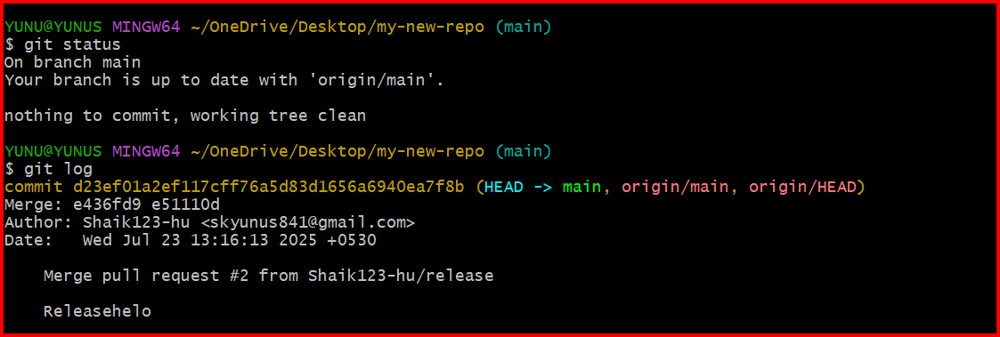 YUNU@YUNUS MINGW64 ~/OneDrive/Desktop/my-new-repo (main)
$ git status
On branch main
Your branch is up to date with 'origin/main'.
nothing to commit, working tree clean
YUNU@YUNUS MINGW64 ~/OneDrive/Desktop/my-new-repo (main)
$ git log
commit d23ef01a2ef117cff76a5d83d1656a6940ea7f8b (HEAD -> main, origin/main, origin/HEAD)
Merge: e436fd9 e51110d
Author: Shaik123-hu <skyunus841@gmail.com>
Date:   Wed Jul 23 13:16:13 2025 +0530
Merge pull request #2 from Shaik123-hu/release
Releasehelo